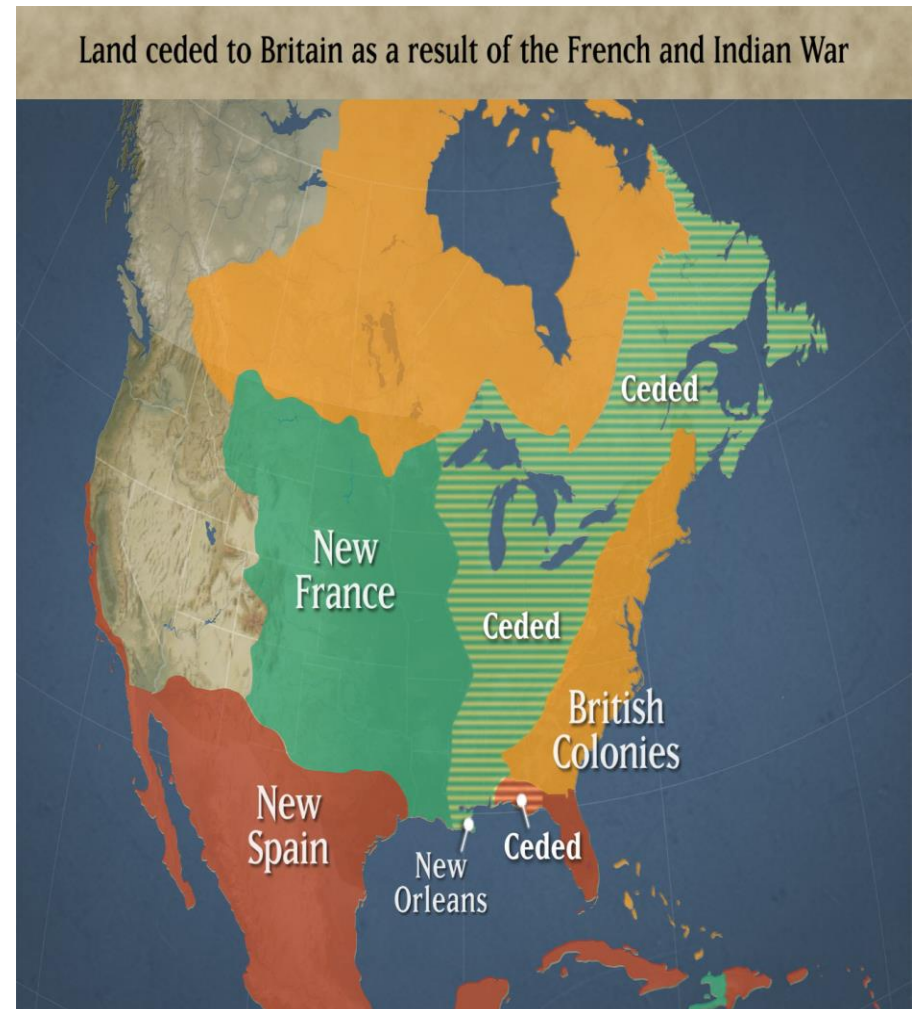 Land ceded to Britain as a result of the French and Indian War
Ceded
New
France
Ceded
British
Colonies
New
Spain
Ceded
New
Orleans